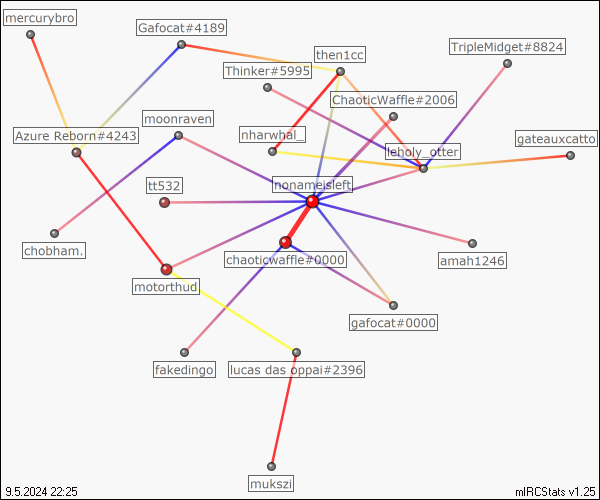 mercurybro
Gafocat#4189
then1cc
TripleMidget#8824
Thinker#5995
ChaoticWaffle#2006
moonraven
Azure Reborn#4243
nharwhal_
gateauxcatto
leholy_otter
tt532
nonameisleft
chobham.
chaoticwaffle#0000
amah1246
motorthud
gafocat#0000
fakedingo
lucas das oppai#2396
mukszi
9.5.2024 22:25
mIRCStats v1.25